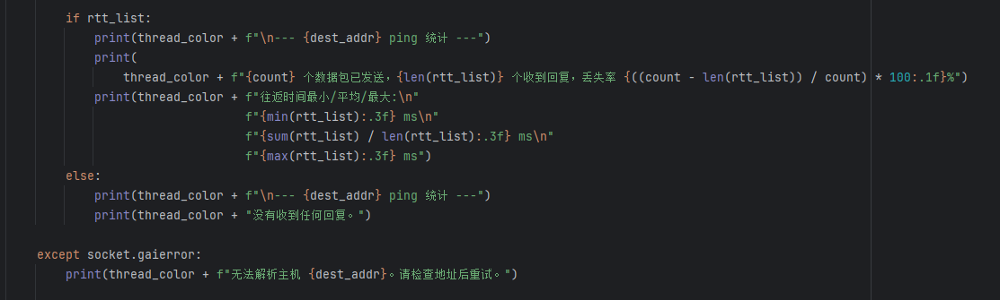 if rtt_list:
print(thread_color + f"\n--- {dest_addr} ping 统计 ---")
print(
thread_color + f"{count} 个数据包已发送，{len(rtt_list)} 个收到回复，丢失率 {((count - len(rtt_list)) / count) * 100:.1f}%")
print(thread_color + f"往返时间最小/平均/最大:\n"
f"{min(rtt_list):.3f} ms\n"
f"{sum(rtt_list) / len(rtt_list):.3f} ms\n"
f"{max(rtt_list):.3f} ms")
else:
print(thread_color + f"\n--- {dest_addr} ping 统计 ---")
print(thread_color + "没有收到任何回复。")
except socket.gaierror:
print(thread_color + f"无法解析主机 {dest_addr}。请检查地址后重试。")